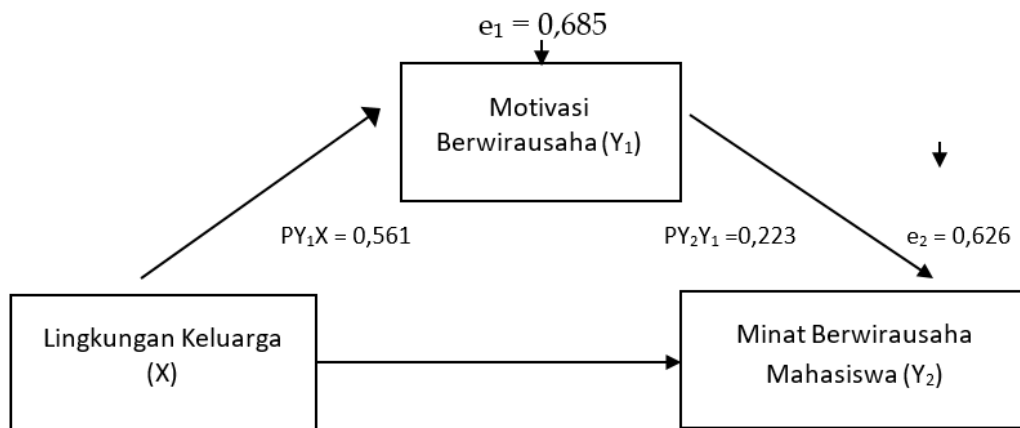 e₁ = 0,685
Motivasi
Berwirausaha (Y₁)
PY₁X = 0,561
PY₂Y₁ =0,223
e₂ = 0,626
Lingkungan Keluarga
(X)
Minat Berwirausaha
Mahasiswa (Y₂)